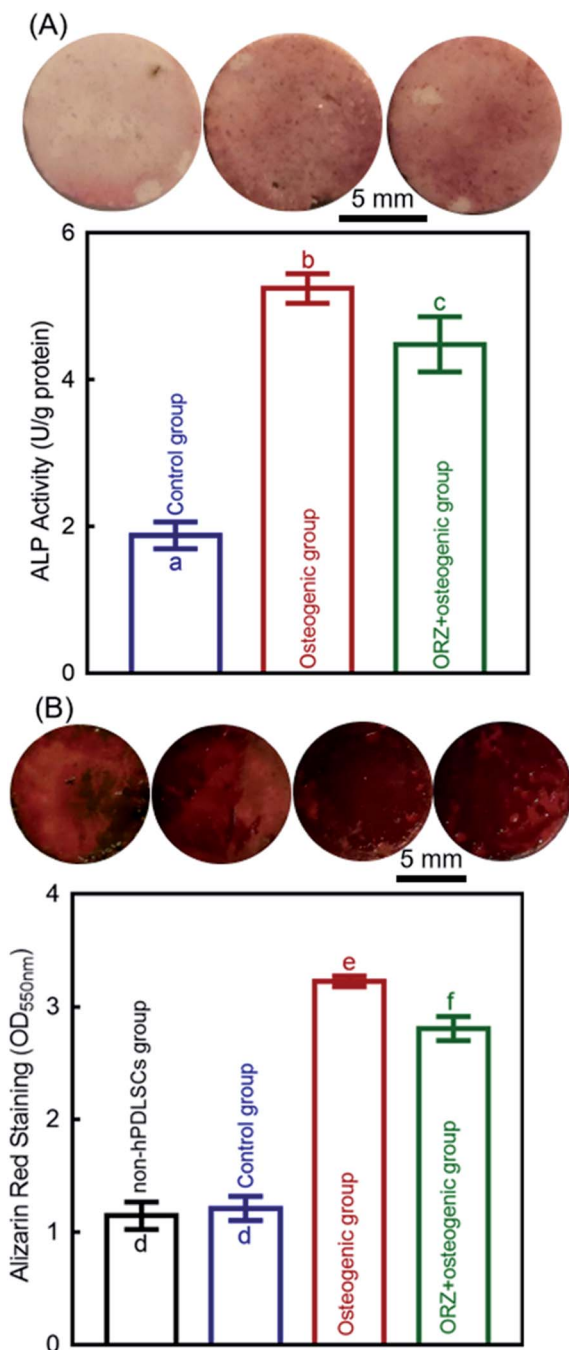 (A)
5 mm
ALP Activity (U/g protein)
6
4
2
0
Control group
a
b
Osteogenic group
c
ORZ+osteogenic group
(B)
5 mm
Alizarin Red Staining (OD550nm)
4
3
2
1
0
non-hPDLSCs group
d
Control group
d
e
Osteogenic group
f
ORZ+osteogenic group